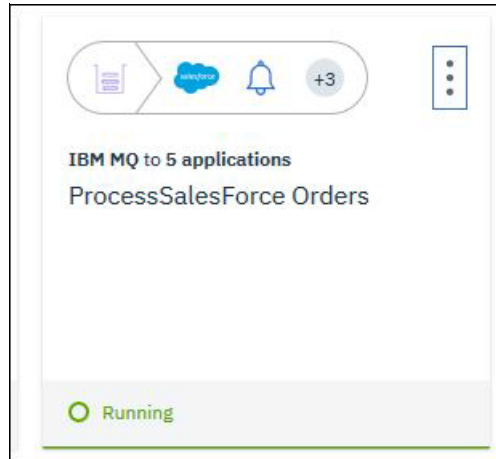 salesforce
+3
IBM MQ to 5 applications
ProcessSalesForce Orders
Running